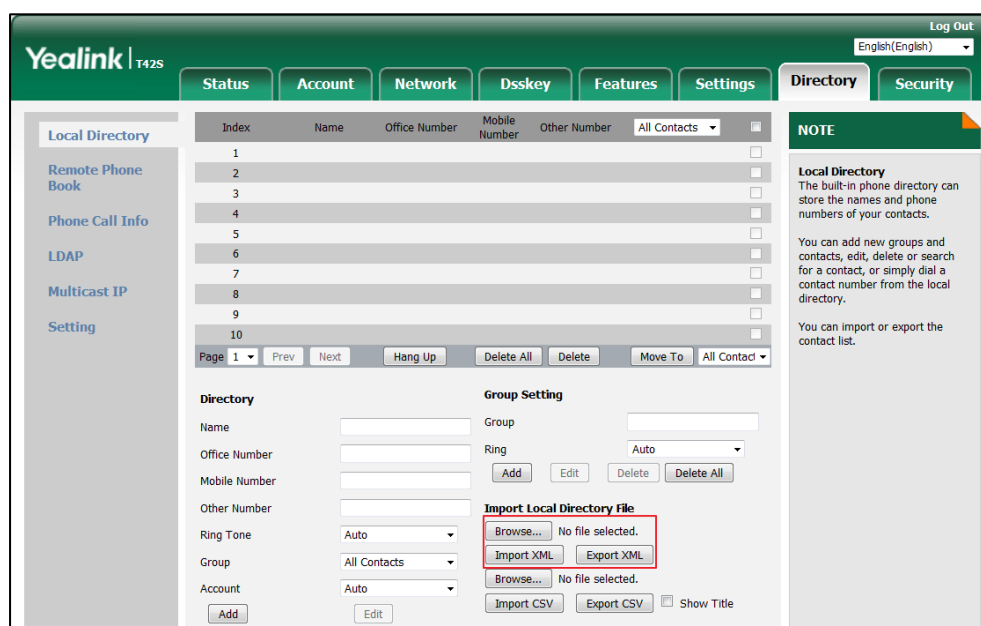 Log Out
Yealink T42S
English(English)
Status Account Network Dsskey Features Settings Directory Security
Local Directory
Remote Phone
Book
Phone Call Info
LDAP
Multicast IP
Setting
Index Name Office Number Mobile Number Other Number All Contacts
1
2
3
4
5
6
7
8
9
10
Page 1 Prev Next Hang Up Delete All Delete Move To All Contact
Directory
Name
Office Number
Mobile Number
Other Number
Ring Tone Auto
Group All Contacts
Account Auto
Add Edit
Group Setting
Group
Ring Auto
Add Edit Delete Delete All
Import Local Directory File
Browse... No file selected.
Import XML Export XML
Browse... No file selected.
Import CSV Export CSV Show Title
NOTE
Local Directory
The built-in phone directory can
store the names and phone
numbers of your contacts.
You can add new groups and
contacts, edit, delete or search
for a contact, or simply dial a
contact number from the local
directory.
You can import or export the
contact list.